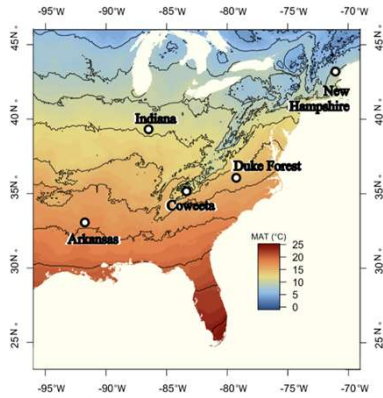 -95°W -90°W -85°W -80°W -75°W -70°W
45°N 45°N
New
Hampshire
40°N 40°N
Indiana
Duke Forest
35°N 35°N
Coweeta
Arkansas
MAT (°C)
25
20
15
10
5
0
30°N 30°N
25°N 25°N
-95°W -90°W -85°W -80°W -75°W -70°W